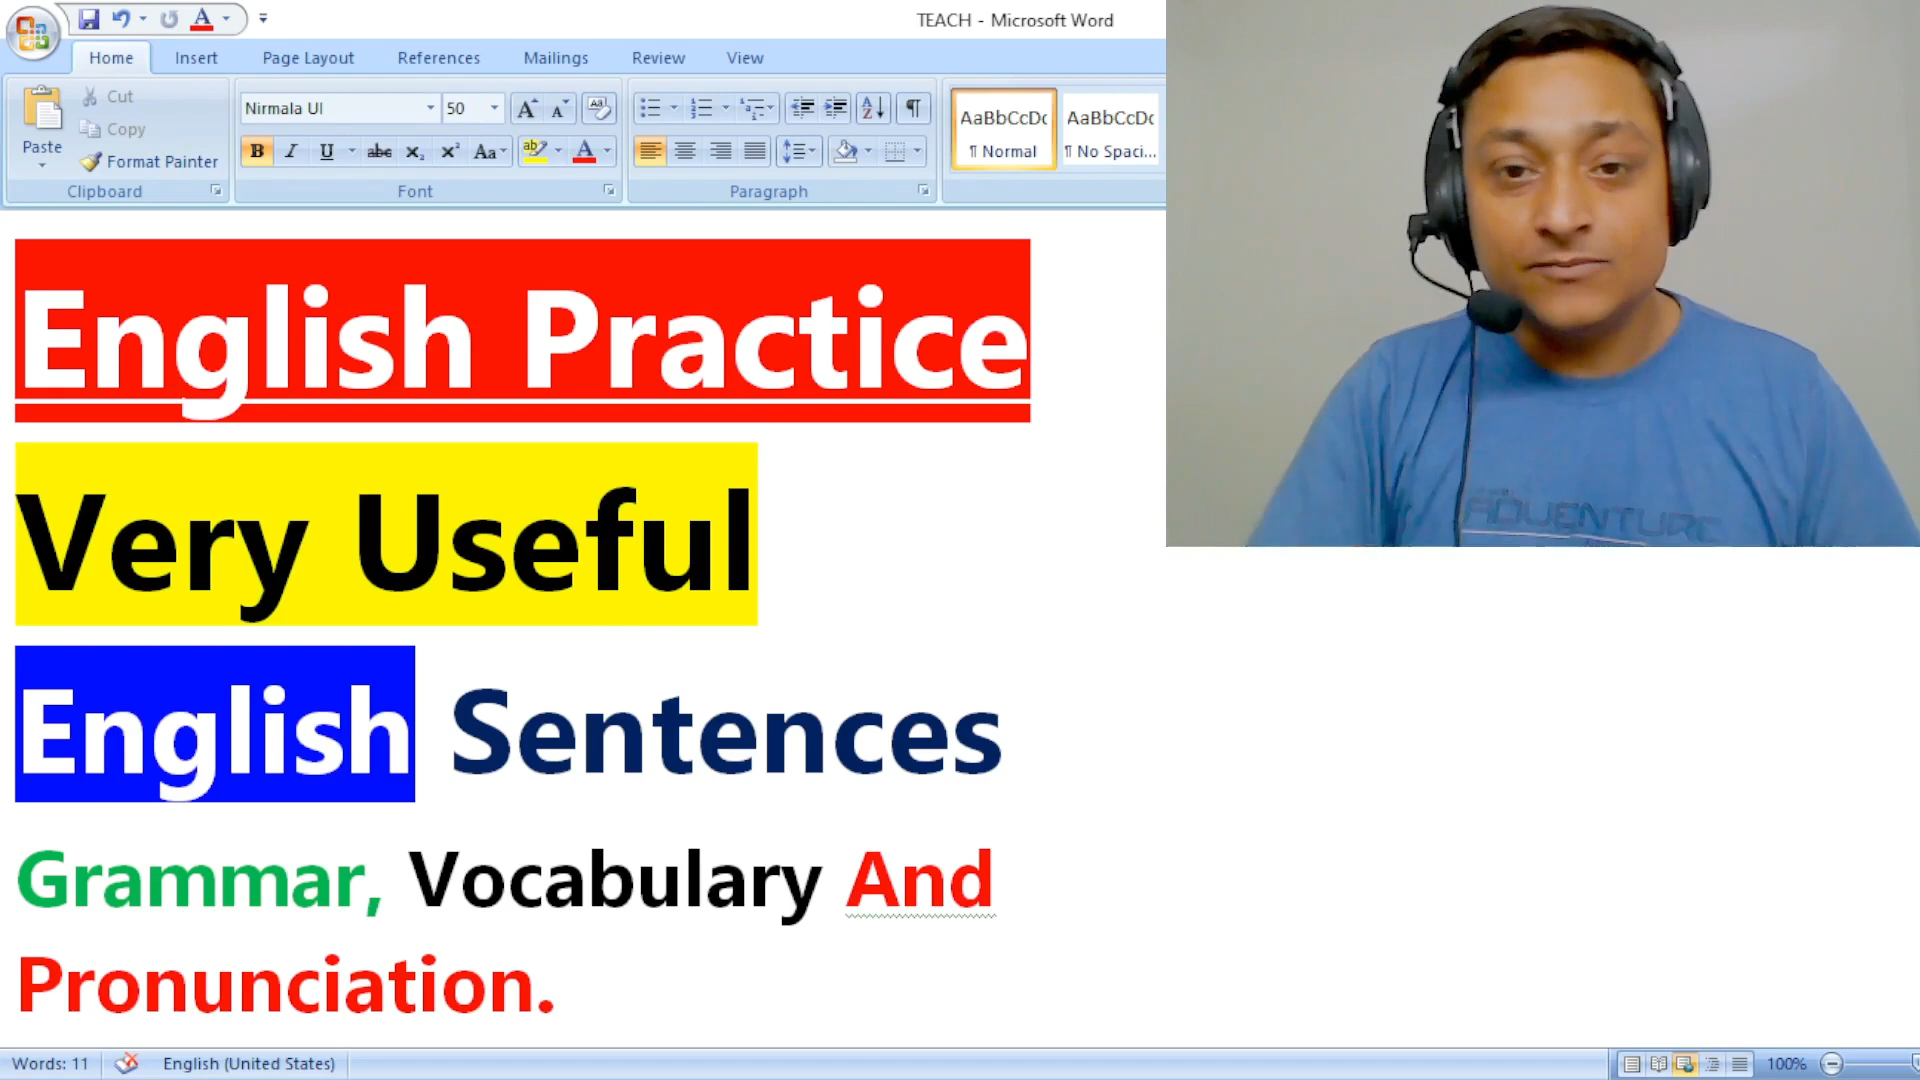 TEACH - Microsoft Word
Home Insert Page Layout References Mailings Review View
Paste
Cut
Copy
Format Painter
Clipboard
Nirmala UI 50
Font
Paragraph
AaBbCcDc AaBbCcDc
¶ Normal ¶ No Spaci...
English Practice
Very Useful
English Sentences
Grammar, Vocabulary And
Pronunciation.
ADVENTURE
Words: 11 English (United States) 100%